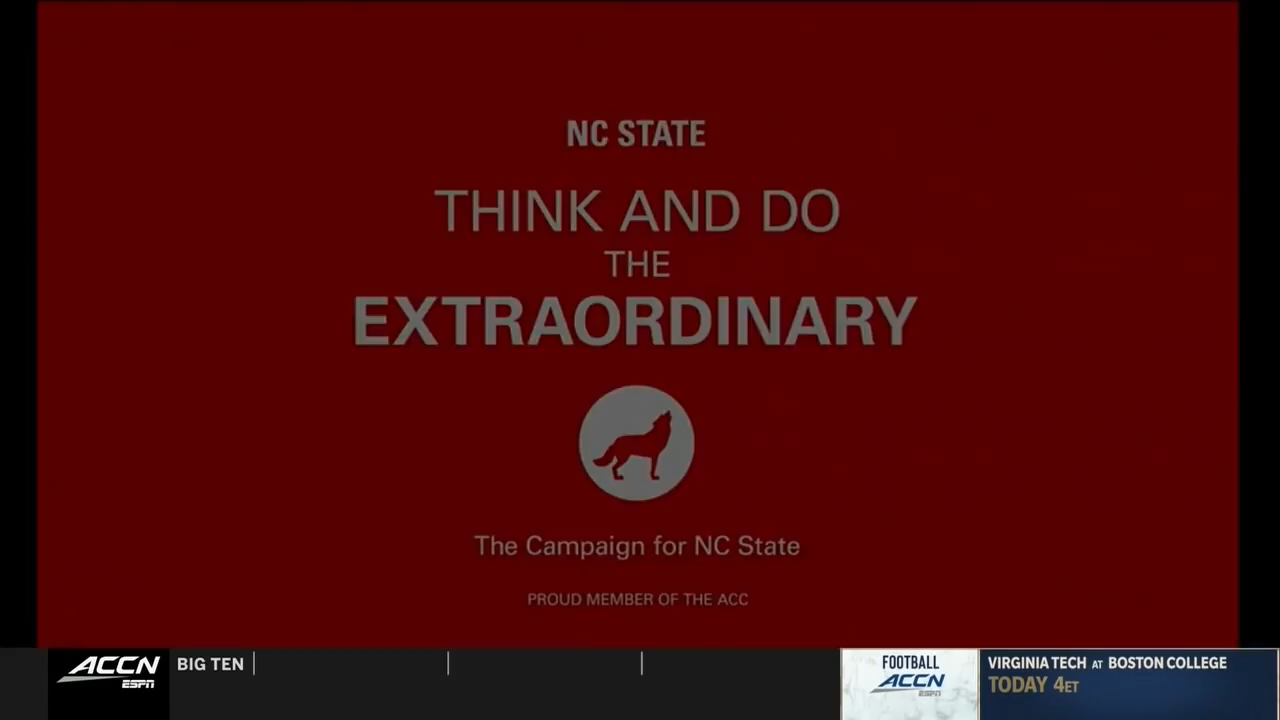 NC STATE
THINK AND DO
THE
EXTRAORDINARY
The Campaign for NC State
PROUD MEMBER OF THE ACC
ACCN
ESPN
BIG TEN
FOOTBALL
ACCN
ESPN
VIRGINIA TECH AT BOSTON COLLEGE
TODAY 4ET